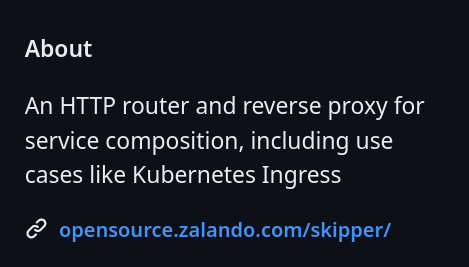 About
An HTTP router and reverse proxy for
service composition, including use
cases like Kubernetes Ingress
opensource.zalando.com/skipper/